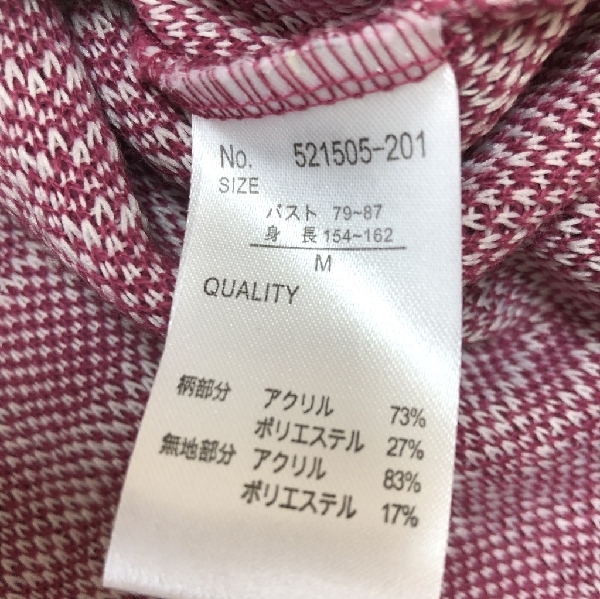 No. 521505-201
SIZE
バスト 79~87
身長 154~162
M
QUALITY
柄部分 アクリル 73%
ポリエステル 27%
無地部分 アクリル 83%
ポリエステル 17%